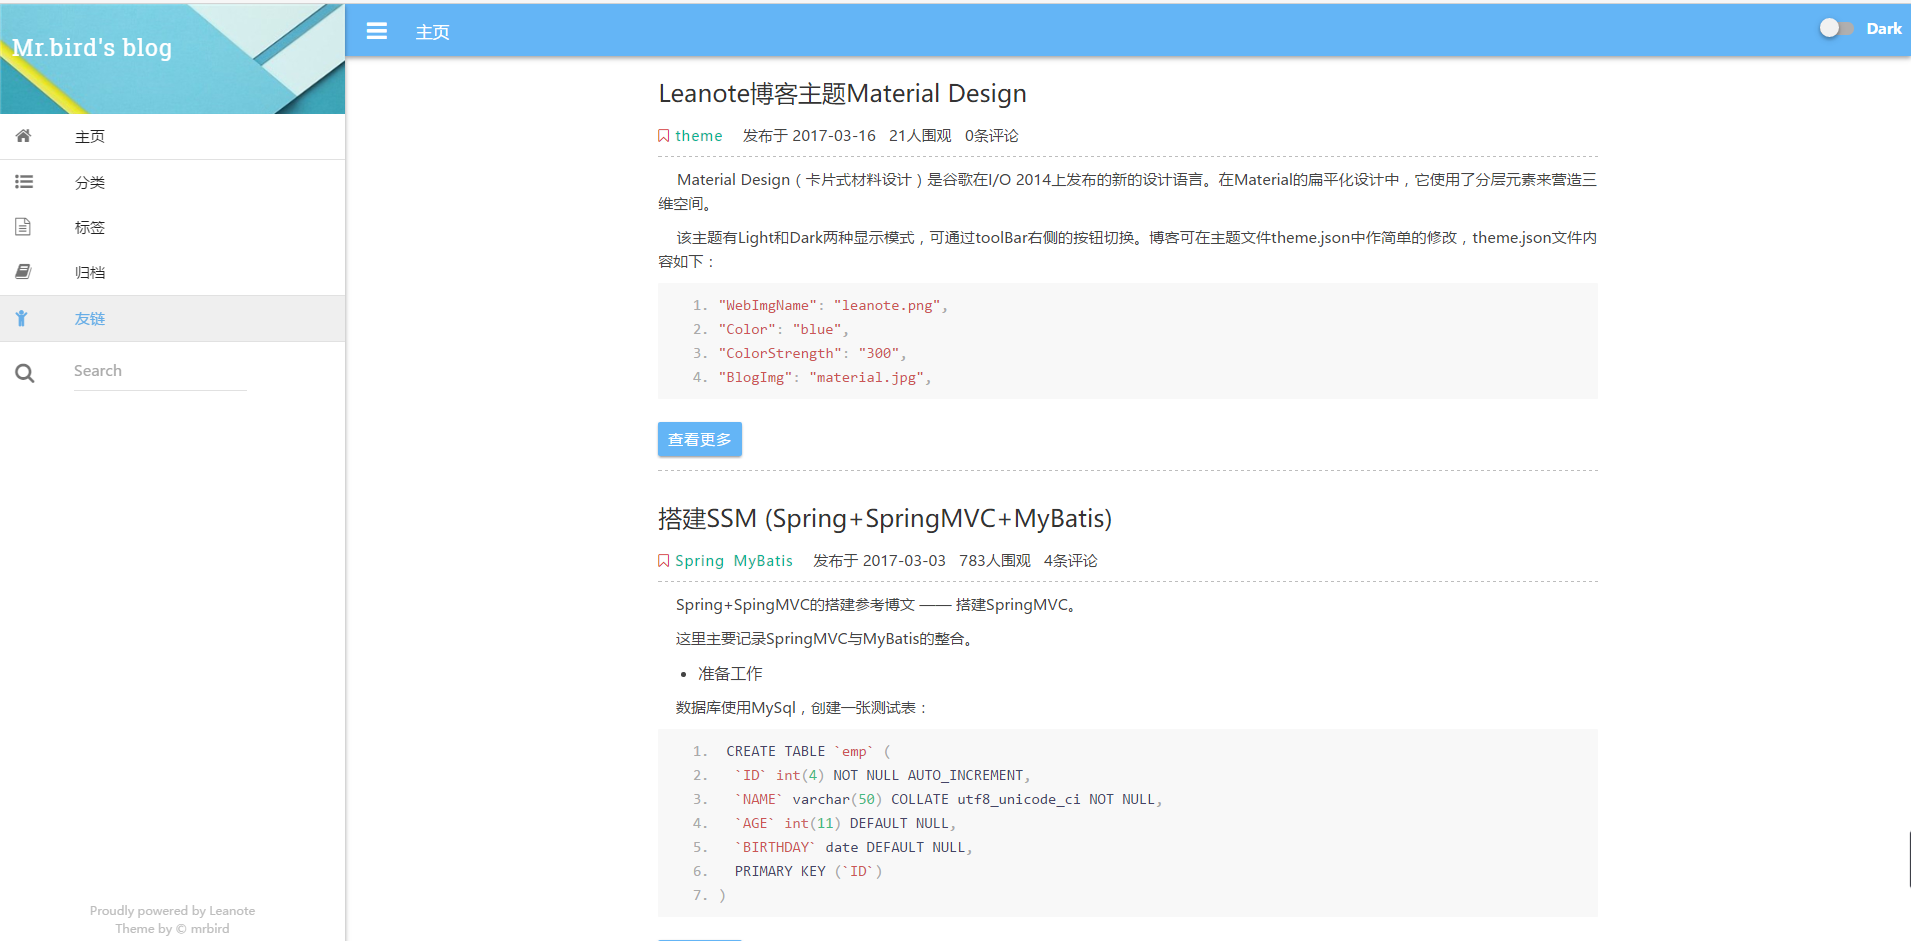 Mr.bird's blog
主页
分类
标签
归档
友链
Search
Proudly powered by Leanote
Theme by © mrbird
主页
Dark
Leanote博客主题Material Design
theme 发布于 2017-03-16 21人围观 0条评论
Material Design（卡片式材料设计）是谷歌在I/O 2014上发布的新的设计语言。在Material的扁平化设计中，它使用了分层元素来营造三
维空间。
该主题有Light和Dark两种显示模式，可通过toolBar右侧的按钮切换。博客可在主题文件theme.json中作简单的修改，theme.json文件内
容如下：
1. "WebImgName": "leanote.png",
2. "Color": "blue",
3. "ColorStrength": "300",
4. "BlogImg": "material.jpg",
查看更多
搭建SSM (Spring+SpringMVC+MyBatis)
Spring MyBatis 发布于 2017-03-03 783人围观 4条评论
Spring+SpingMVC的搭建参考博文 —— 搭建SpringMVC。
这里主要记录SpringMVC与MyBatis的整合。
• 准备工作
数据库使用MySql，创建一张测试表：
1. CREATE TABLE `emp` (
2. `ID` int(4) NOT NULL AUTO_INCREMENT,
3. `NAME` varchar(50) COLLATE utf8_unicode_ci NOT NULL,
4. `AGE` int(11) DEFAULT NULL,
5. `BIRTHDAY` date DEFAULT NULL,
6. PRIMARY KEY (`ID`)
7. )